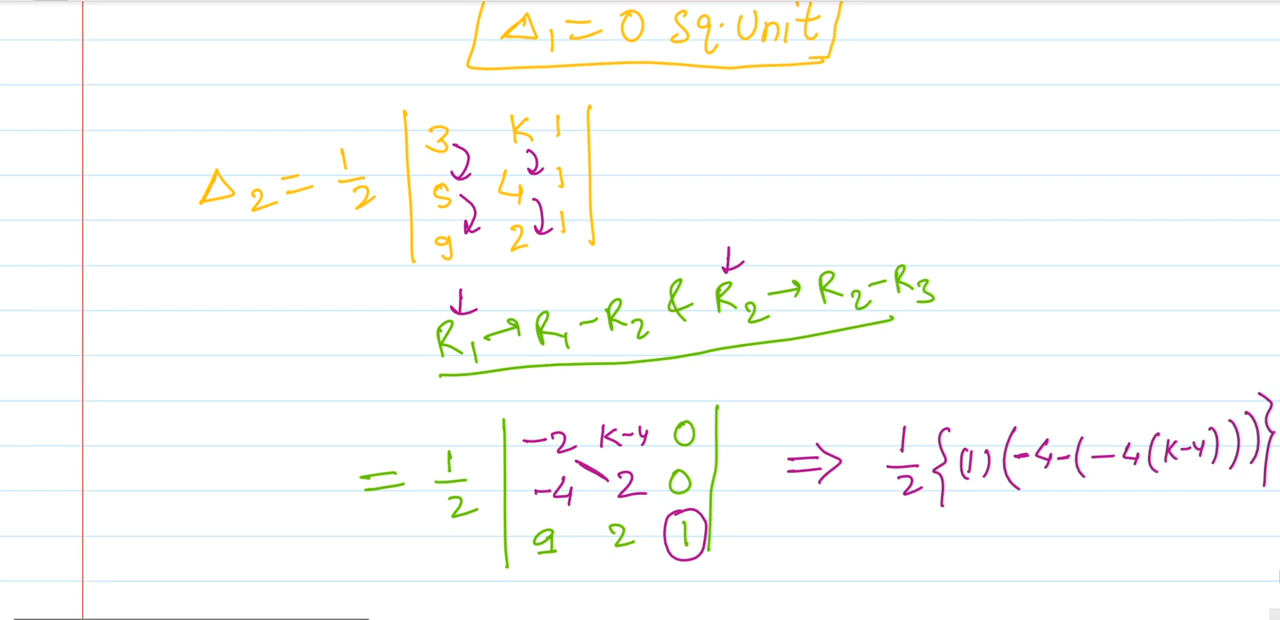 Δ₁ = 0 sq. unit
Δ₂ = 1/2 | 3 K 1 |
| 5 4 1 |
| 9 2 1 |
R₁ → R₁ - R₂ & R₂ → R₂ - R₃
= 1/2 | -2 K-4 0 | ⇒ 1/2 {(1)(-4-(-4(K-4)))}
| -4 2 0 |
| 9 2 1 |